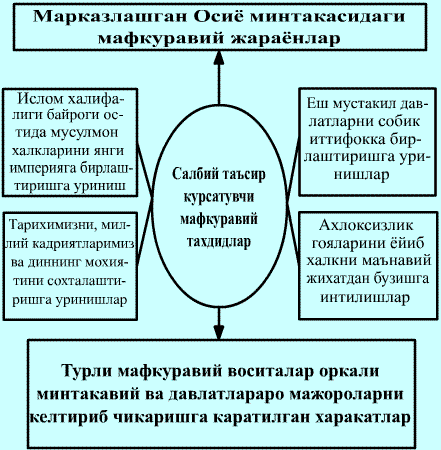 Марказлашган Осиё минтакасидаги
мафкуравий жараёнлар
Ислом халифа-
лиги байроги ос-
тида мусулмон
халкларини янги
империяга бирлаш-
тиришга уриниш
Еш мустакил дав-
латларни собик
иттифокка бир-
лаштиришга ури-
нишлар
Салбий таъсир
курсатувчи
мафкуравий
тахдидлар
Тарихимизни, мил-
лий кадриятларимиз
ва диннинг мохия-
тини сохталашти-
ришга уринишлар
Ахлоксизлик
гояларини ёйиб
халкни маънавий
жихатдан бузишга
интилишлар
Турли мафкуравий воситалар оркали
минтакавий ва давлатлараро мажороларни
келтириб чикаришга каратилган харакатлар